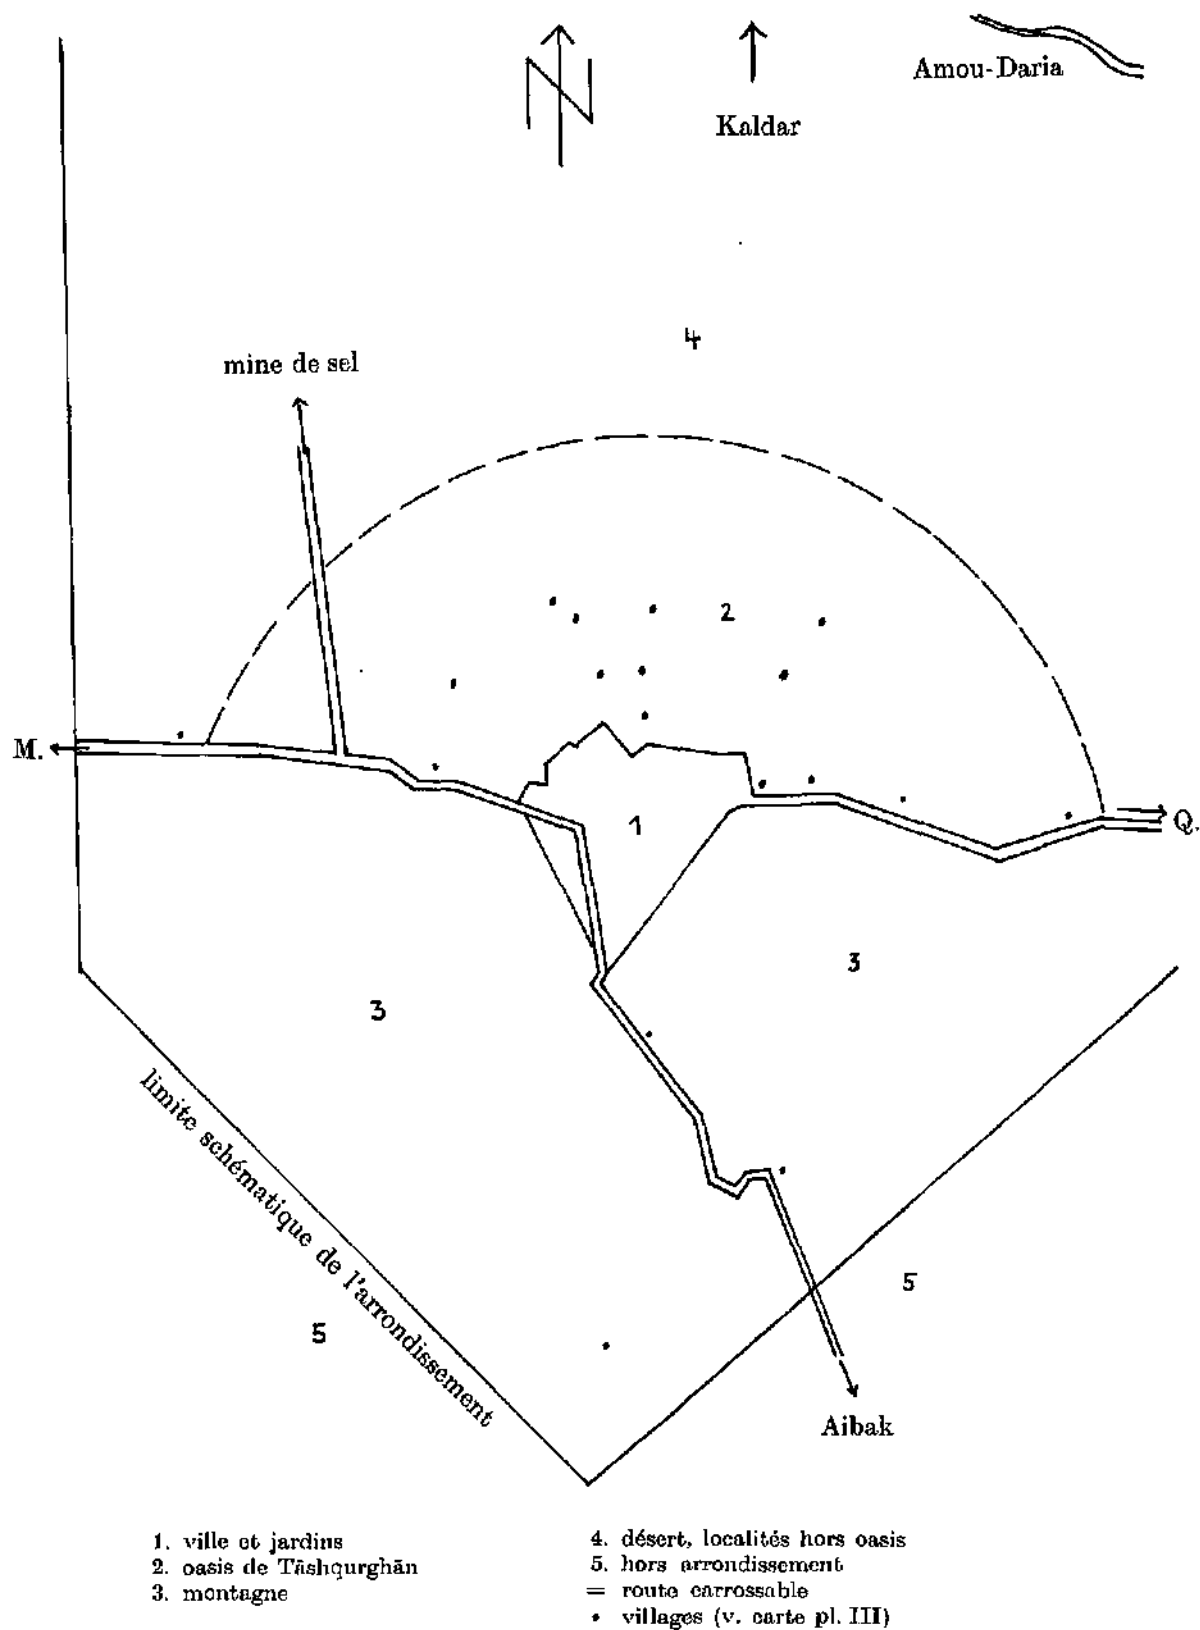 N
Kaldar
Amou-Daria
4
mine de sel
2
M.
1
Q.
3
3
limite schématique de l'arrondissement
5
5
Aibak
1. ville et jardins
2. oasis de Tāshqurghān
3. montagne
4. désert, localités hors oasis
5. hors arrondissement
= route carrossable
• villages (v. carte pl. III)